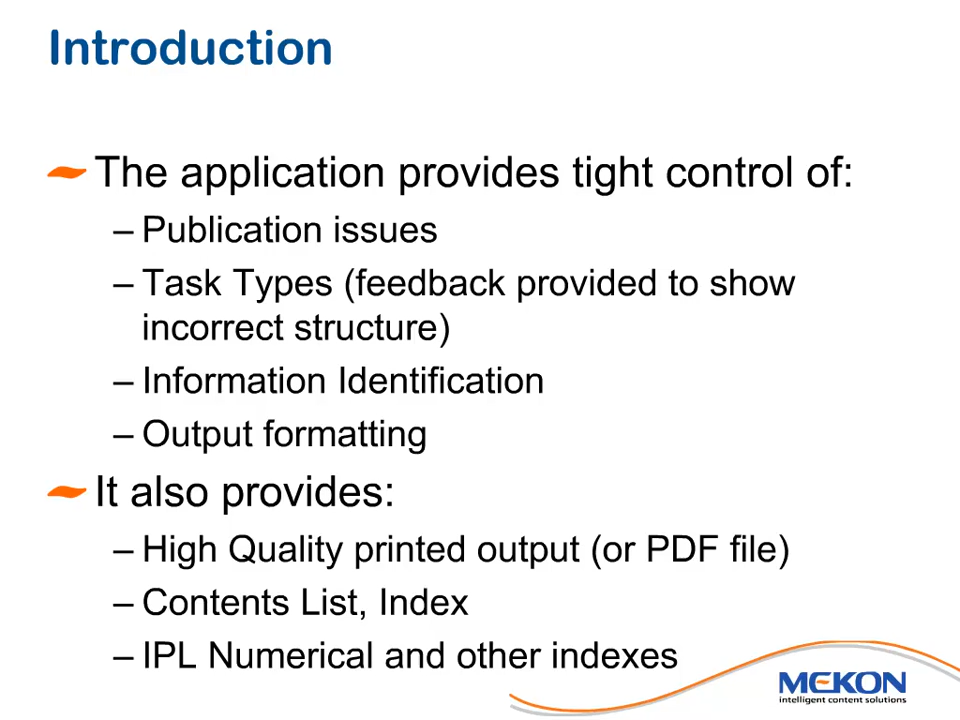 Introduction
The application provides tight control of:
– Publication issues
– Task Types (feedback provided to show
incorrect structure)
– Information Identification
– Output formatting
It also provides:
– High Quality printed output (or PDF file)
– Contents List, Index
– IPL Numerical and other indexes
MEKON
intelligent content solutions